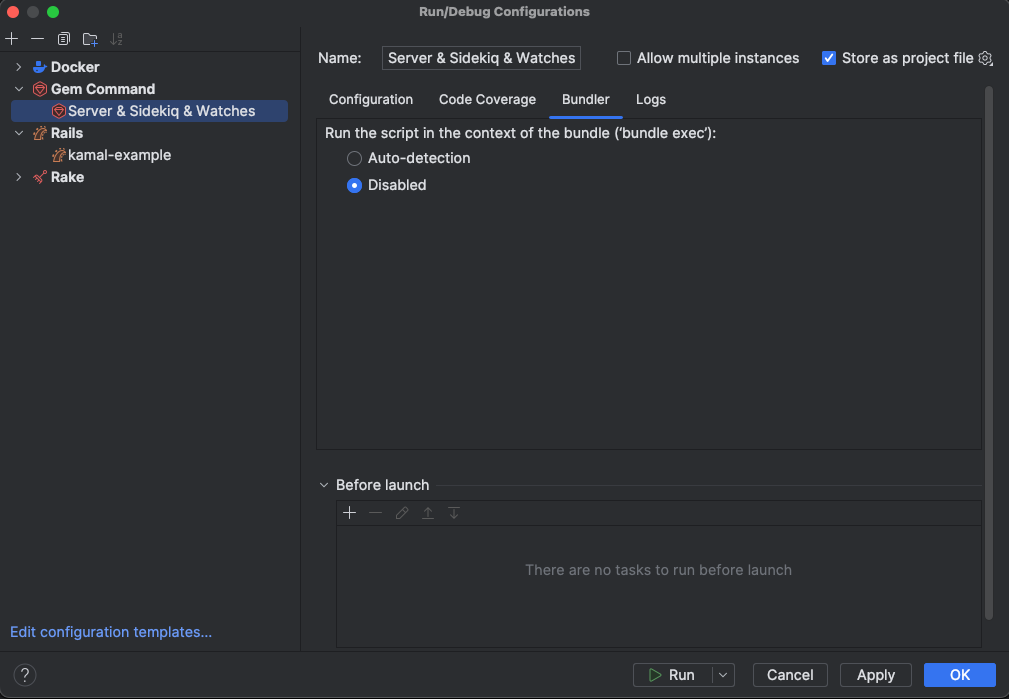 Run/Debug Configurations
Docker
Gem Command
Server & Sidekiq & Watches
Rails
kamal-example
Rake
Edit configuration templates...
Name: Server & Sidekiq & Watches Allow multiple instances Store as project file
Configuration Code Coverage Bundler Logs
Run the script in the context of the bundle (‘bundle exec’):
Auto-detection
Disabled
Before launch
There are no tasks to run before launch
? Run Cancel Apply OK